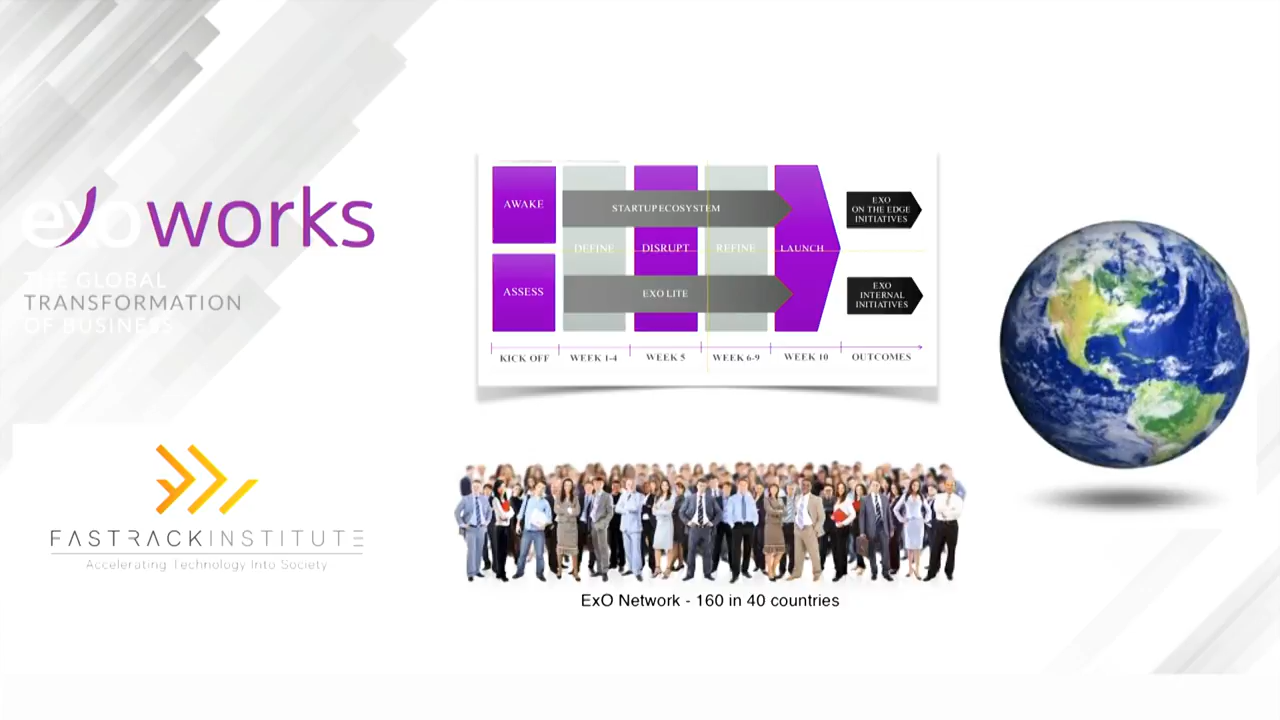 exoworks
THE GLOBAL
TRANSFORMATION
OF BUSINESS
FASTRACKINSTITUTE
Accelerating Technology Into Society
AWAKE
ASSESS
STARTUP ECOSYSTEM
DEFINE
DISRUPT
REFINE
LAUNCH
EXO LITE
EXO
ON THE EDGE
INITIATIVES
EXO
INTERNAL
INITIATIVES
KICK OFF
WEEK 1-4
WEEK 5
WEEK 6-9
WEEK 10
OUTCOMES
ExO Network - 160 in 40 countries